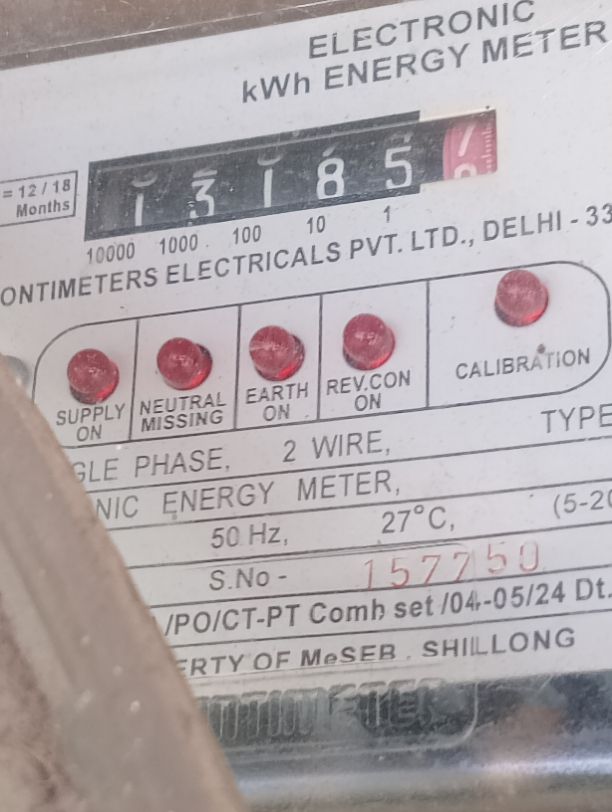 ELECTRONIC
kWh ENERGY METER
= 12 / 18
Months
1 3 1 8 5
10000 1000 100 10 1
ONTIMETERS ELECTRICALS PVT. LTD., DELHI - 33
SUPPLY ON
NEUTRAL MISSING
EARTH ON
REV.CON ON
CALIBRATION
GLE PHASE, 2 WIRE, TYPE
NIC ENERGY METER,
50 Hz, 27°C, (5-20
S.No - 157750
/PO/CT-PT Comb set /04-05/24 Dt.
ERTY OF MeSEB . SHILLONG